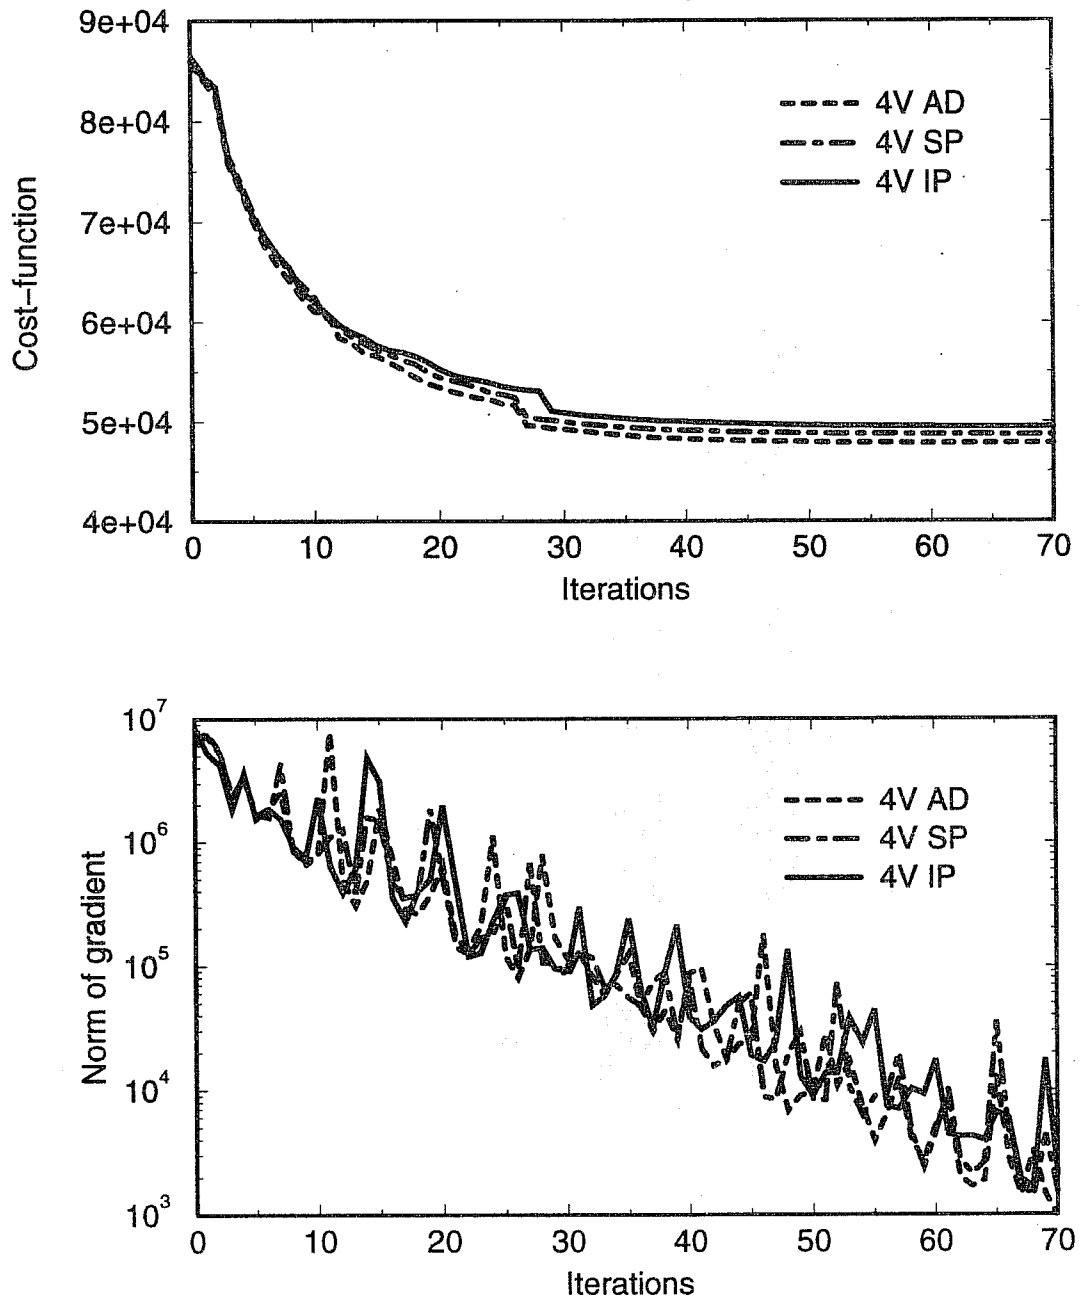 9e+04
8e+04
7e+04
6e+04
5e+04
4e+04
Cost-function
4V AD
4V SP
4V IP
0 10 20 30 40 50 60 70
Iterations
10^7
10^6
10^5
10^4
10^3
Norm of gradient
4V AD
4V SP
4V IP
0 10 20 30 40 50 60 70
Iterations